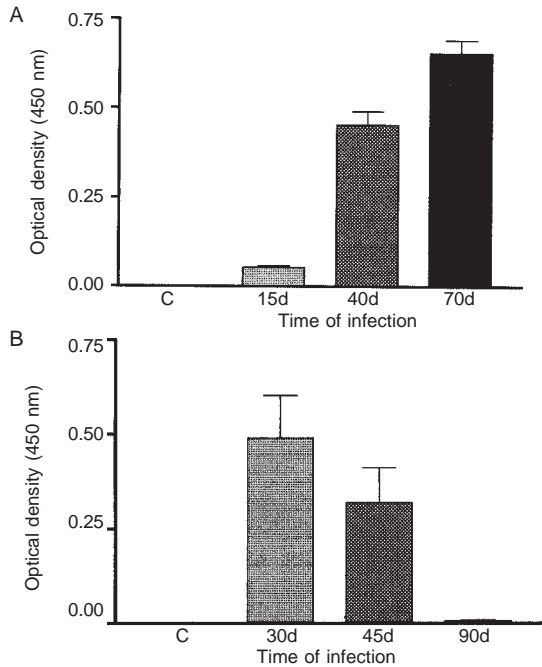 A
Optical density (450 nm)
0.75
0.50
0.25
0.00
C 15d 40d 70d
Time of infection
B
Optical density (450 nm)
0.75
0.50
0.25
0.00
C 30d 45d 90d
Time of infection